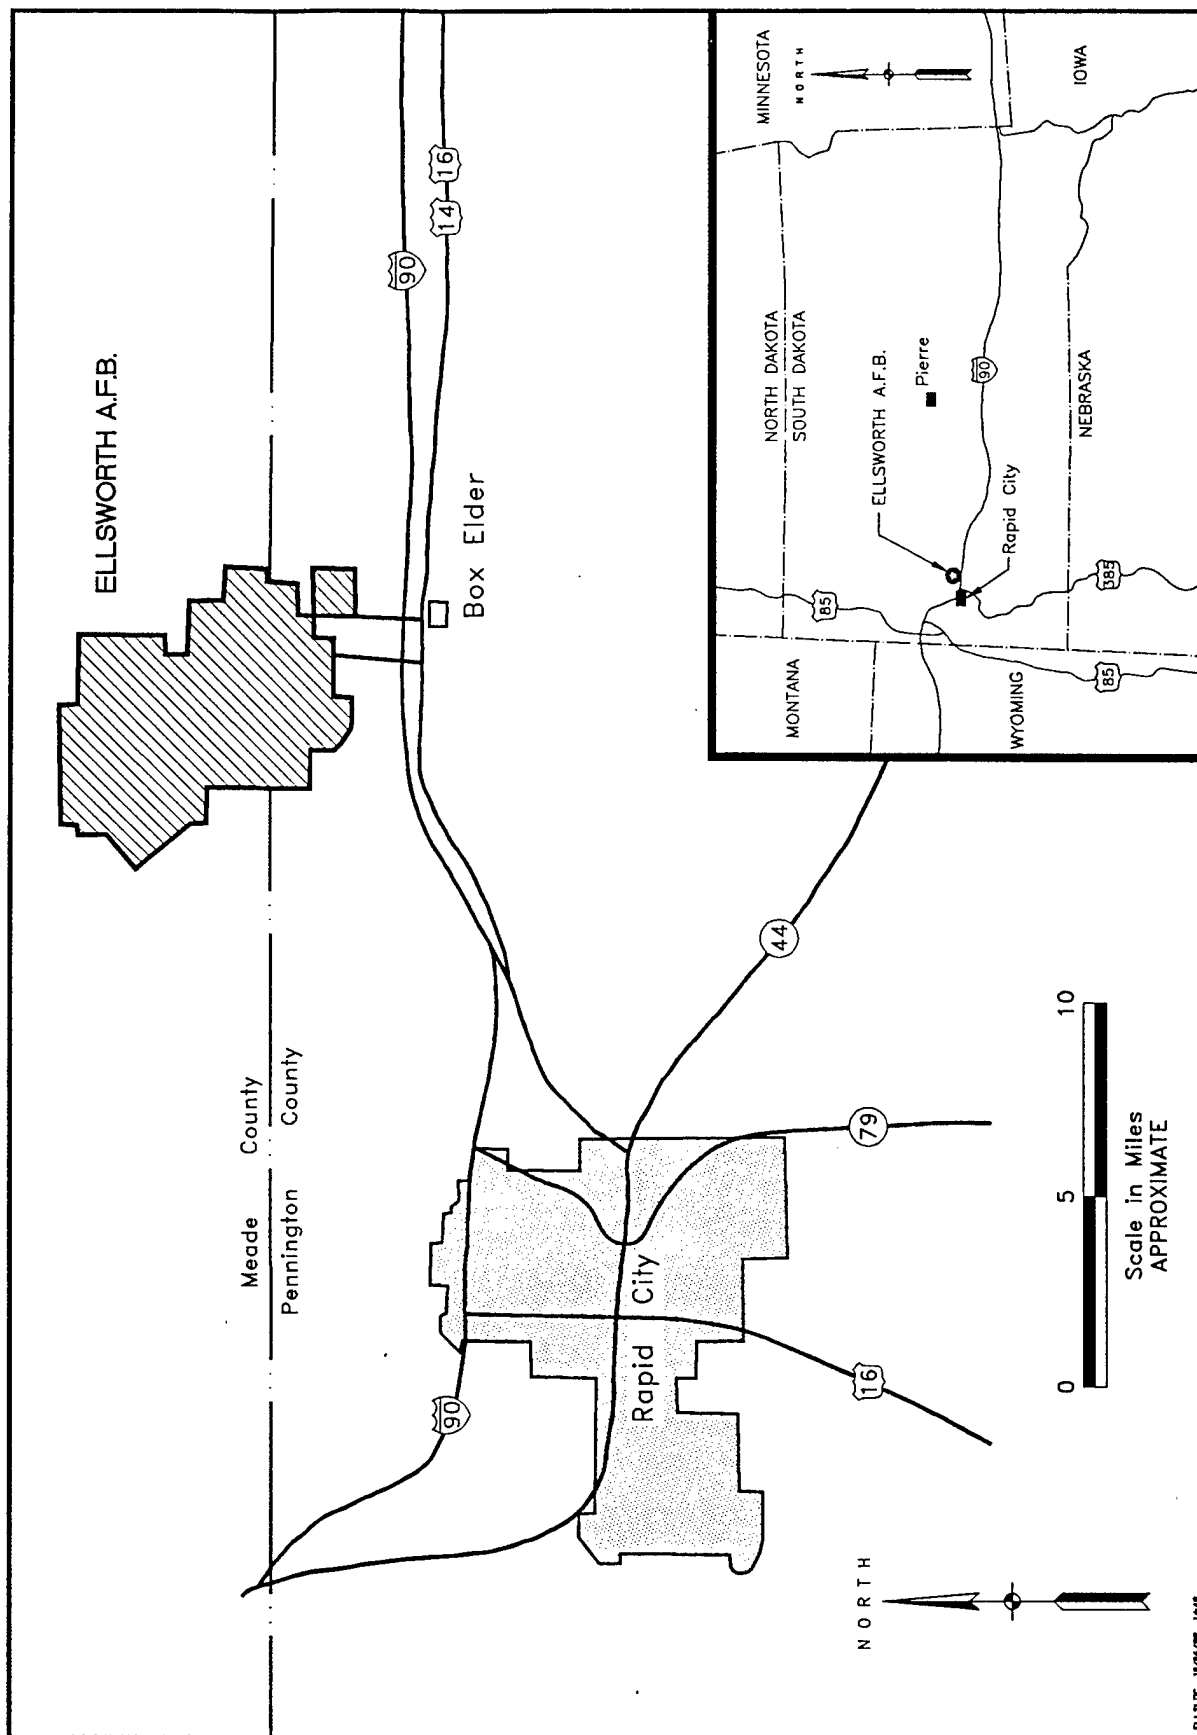 ELLSWORTH A.F.B.
Meade County
Pennington County
90
14
16
Box Elder
90
Rapid City
44
79
16
NORTH
0 5 10
Scale in Miles
APPROXIMATE
MINNESOTA
NORTH
IOWA
NORTH DAKOTA
SOUTH DAKOTA
ELLSWORTH A.F.B.
Pierre
90
NEBRASKA
Rapid City
85
385
MONTANA
WYOMING
85